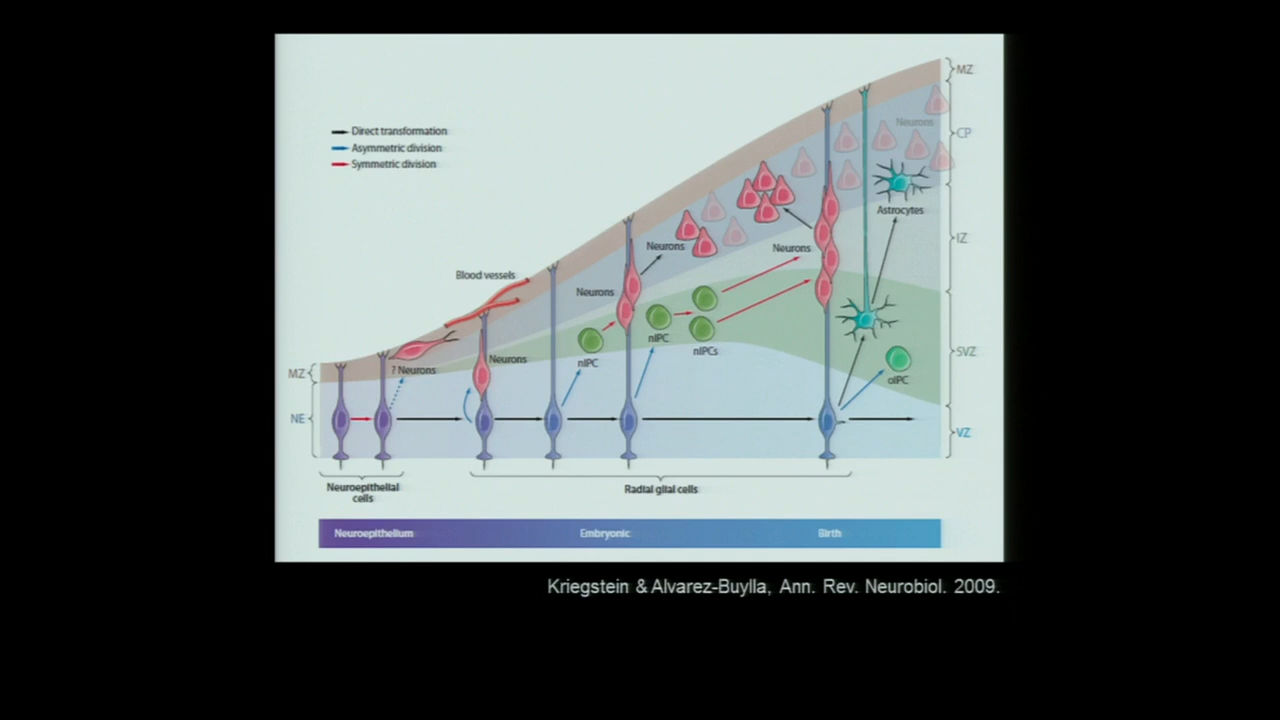 MZ
Neurons
CP
Direct transformation
Asymmetric division
Symmetric division
Astrocytes
IZ
Neurons
Neurons
Blood vessels
Neurons
nIPC
nIPCs
SVZ
Neurons
nIPC
? Neurons
MZ
oIPC
NE
VZ
Neuroepithelial
cells
Radial glial cells
Neuroepithelium
Embryonic
Birth
Kriegstein & Alvarez-Buylla, Ann. Rev. Neurobiol. 2009.